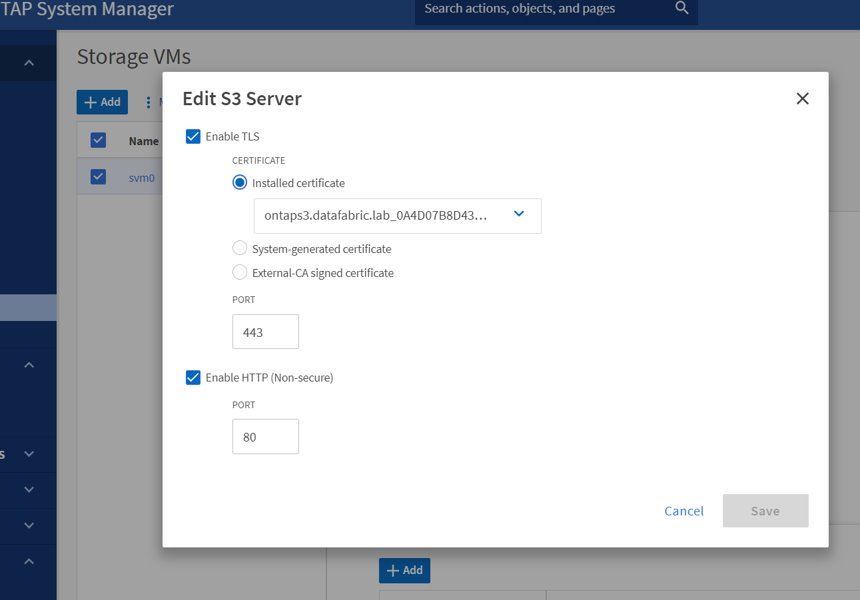 TAP System Manager
Search actions, objects, and pages
Storage VMs
+ Add
Name
svm0
Edit S3 Server
Enable TLS
CERTIFICATE
Installed certificate
ontaps3.datafabric.lab_0A4D07B8D43...
System-generated certificate
External-CA signed certificate
PORT
443
Enable HTTP (Non-secure)
PORT
80
s
Cancel
Save
+ Add